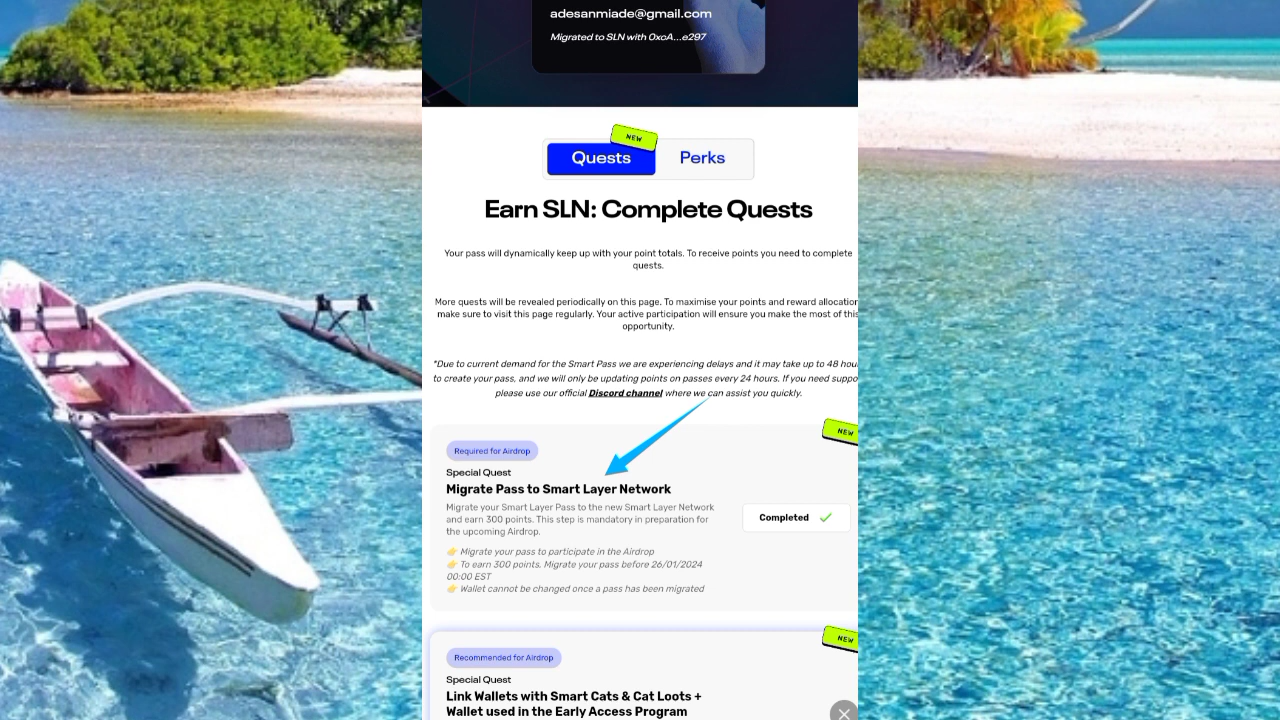 adesanmiade@gmail.com
Migrated to SLN with 0xcA...e297
NEW
Quests
Perks
Earn SLN: Complete Quests
Your pass will dynamically keep up with your point totals. To receive points you need to complete
quests.
More quests will be revealed periodically on this page. To maximise your points and reward allocation
make sure to visit this page regularly. Your active participation will ensure you make the most of this
opportunity.
*Due to current demand for the Smart Pass we are experiencing delays and it may take up to 48 hou
to create your pass, and we will only be updating points on passes every 24 hours. If you need suppo
please use our official Discord channel where we can assist you quickly.
NEW
Required for Airdrop
Special Quest
Migrate Pass to Smart Layer Network
Migrate your Smart Layer Pass to the new Smart Layer Network
and earn 300 points. This step is mandatory in preparation for
the upcoming Airdrop.
Completed
👉 Migrate your pass to participate in the Airdrop
👉 To earn 300 points. Migrate your pass before 26/01/2024
00:00 EST
👉 Wallet cannot be changed once a pass has been migrated
NEW
Recommended for Airdrop
Special Quest
Link Wallets with Smart Cats & Cat Loots +
Wallet used in the Early Access Program